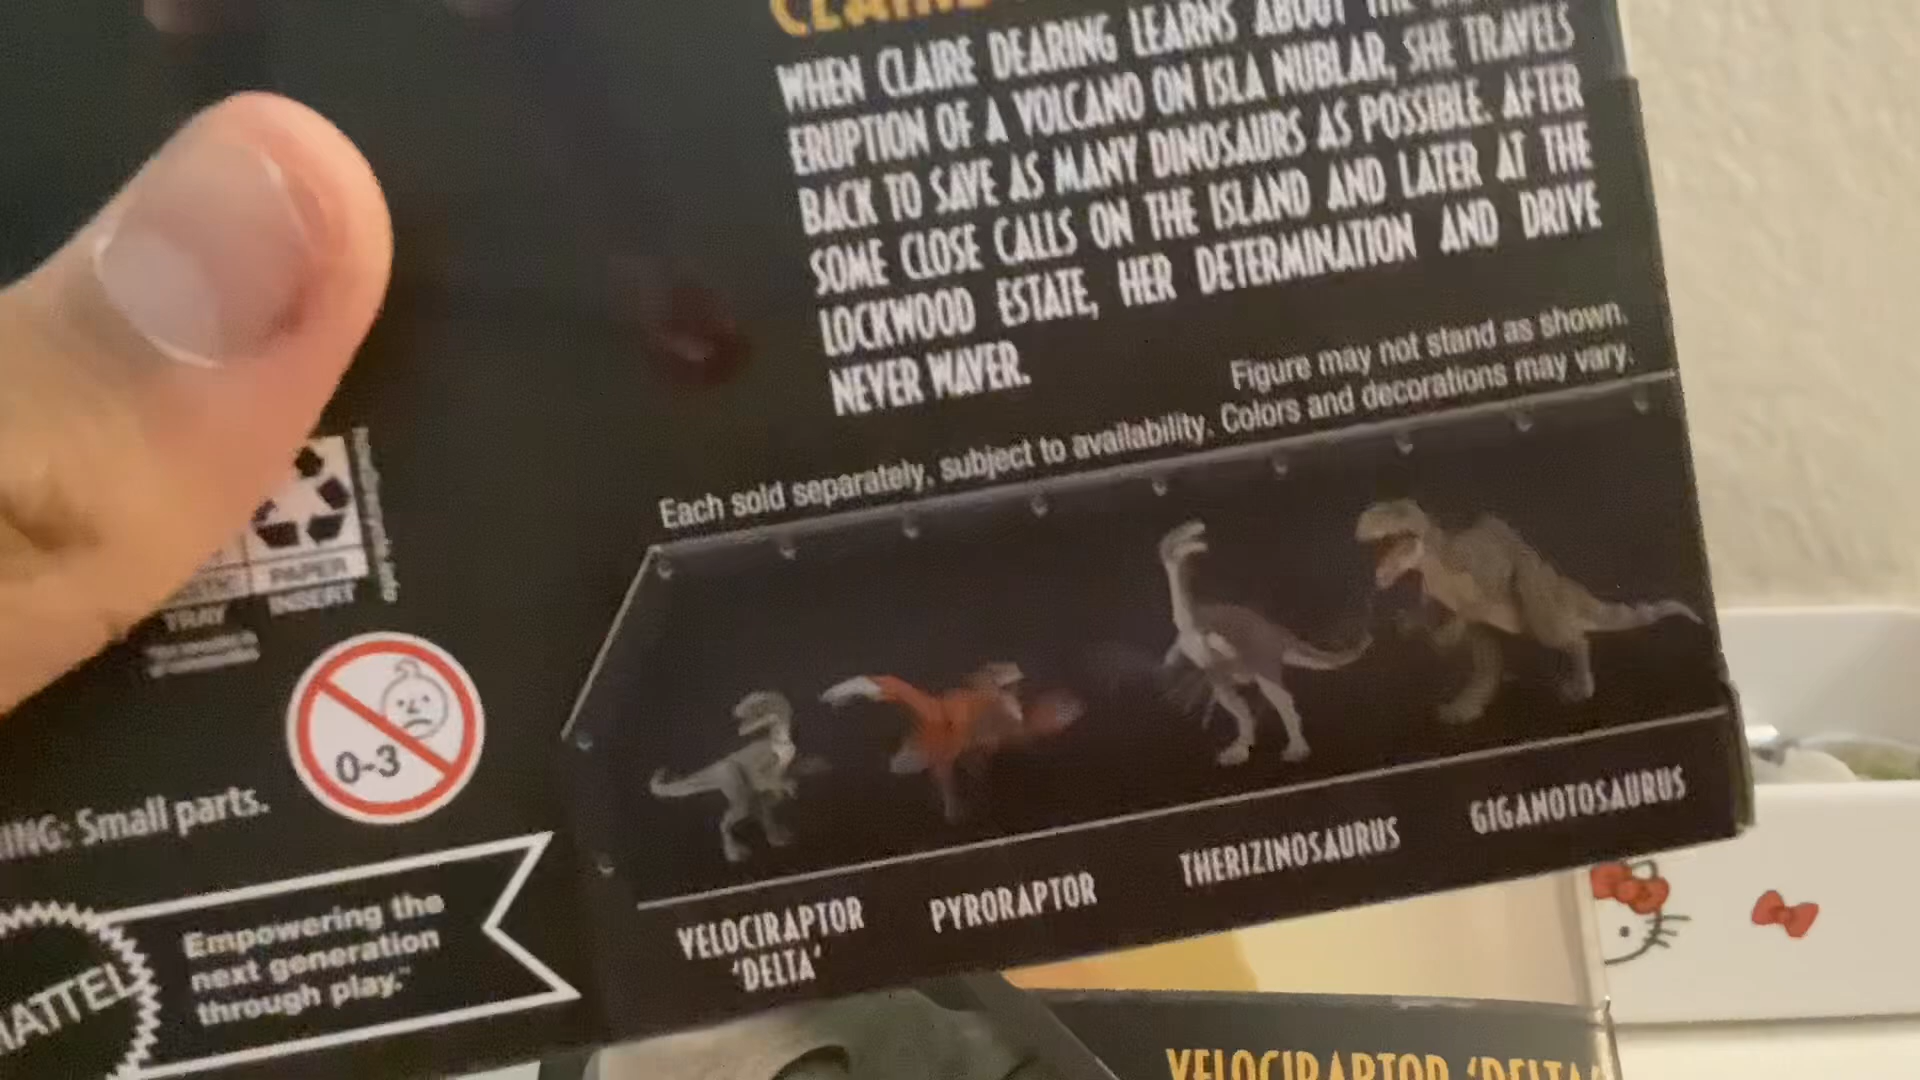 WHEN CLAIRE DEARING LEARNS ABOUT THE
ERUPTION OF A VOLCANO ON ISLA NUBLAR, SHE TRAVELS
BACK TO SAVE AS MANY DINOSAURS AS POSSIBLE. AFTER
SOME CLOSE CALLS ON THE ISLAND AND LATER AT THE
LOCKWOOD ESTATE, HER DETERMINATION AND DRIVE
NEVER WAVER.
Figure may not stand as shown.
Each sold separately, subject to availability. Colors and decorations may vary.
PAPER
TRAY
INSERT
0-3
Small parts.
MATTEL
Empowering the
next generation
through play.™
VELOCIRAPTOR
'DELTA'
PYRORAPTOR
THERIZINOSAURUS
GIGANOTOSAURUS
VELOCIRAPTOR 'DELTA'